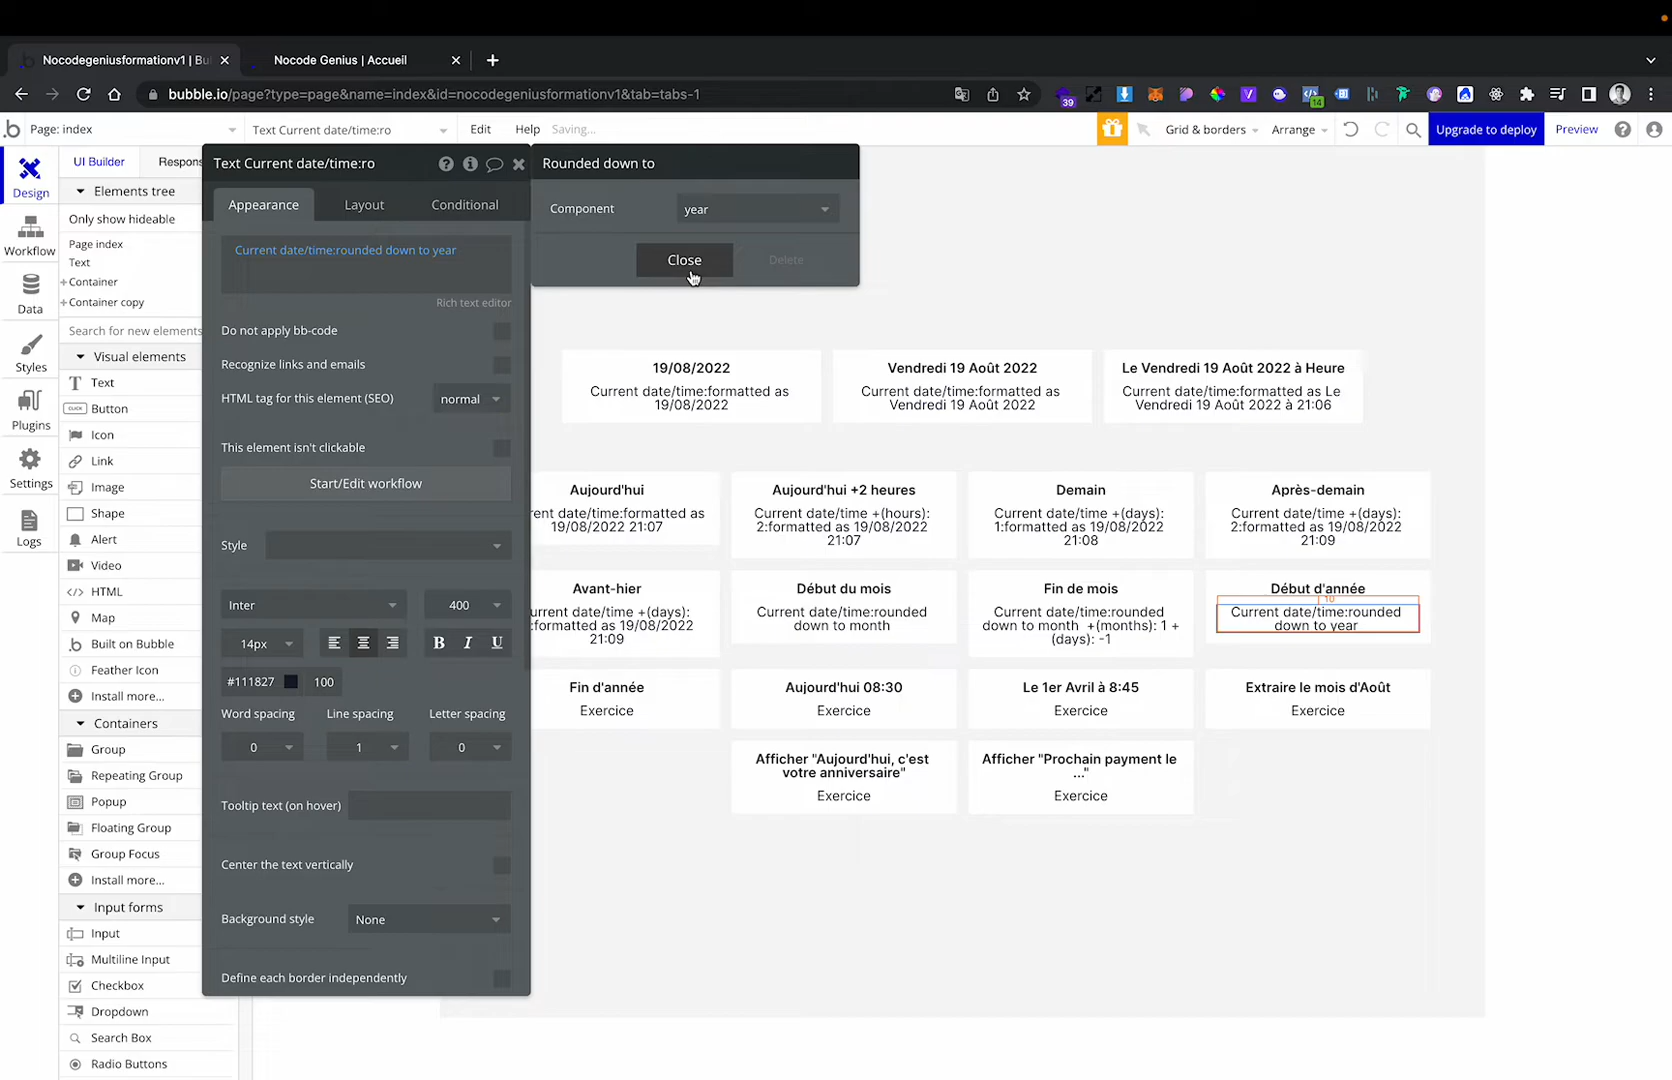 Nocodegeniusformationv1 | Bu
Nocode Genius | Accueil
bubble.io/page?type=page&name=index&id=nocodegeniusformationv1&tab=tabs-1
39
14
Page: index
Text Current date/time:ro
Edit
Help
Saving...
Grid & borders
Arrange
Upgrade to deploy
Preview
Design
Workflow
Data
Styles
Plugins
Settings
Logs
UI Builder
Respon
Elements tree
Only show hideable
Page index
Text
Container
Container copy
Search for new elements
Visual elements
Text
CLICK
Button
Icon
Link
Image
Shape
Alert
Video
HTML
Map
Built on Bubble
Feather Icon
Install more...
Containers
Group
Repeating Group
Popup
Floating Group
Group Focus
Install more...
Input forms
Input
Multiline Input
Checkbox
Dropdown
Search Box
Radio Buttons
Text Current date/time:ro
Appearance
Layout
Conditional
Current date/time:rounded down to year
Rich text editor
Do not apply bb-code
Recognize links and emails
HTML tag for this element (SEO)
normal
This element isn't clickable
Start/Edit workflow
Style
Inter
400
14px
B I U
#111827
100
Word spacing
Line spacing
Letter spacing
0
1
0
Tooltip text (on hover)
Center the text vertically
Background style
None
Define each border independently
Rounded down to
Component
year
Close
Delete
19/08/2022
Current date/time:formatted as
19/08/2022
Vendredi 19 Août 2022
Current date/time:formatted as
Vendredi 19 Août 2022
Le Vendredi 19 Août 2022 à Heure
Current date/time:formatted as Le
Vendredi 19 Août 2022 à 21:06
Aujourd'hui
rent date/time:formatted as
19/08/2022 21:07
Aujourd'hui +2 heures
Current date/time +(hours):
2:formatted as 19/08/2022
21:07
Demain
Current date/time +(days):
1:formatted as 19/08/2022
21:08
Après-demain
Current date/time +(days):
2:formatted as 19/08/2022
21:09
Avant-hier
urrent date/time +(days):
:formatted as 19/08/2022
21:09
Début du mois
Current date/time:rounded
down to month
Fin de mois
Current date/time:rounded
down to month +(months): 1 +
(days): -1
Début d'année
10
Current date/time:rounded
down to year
Fin d'année
Exercice
Aujourd'hui 08:30
Exercice
Le 1er Avril à 8:45
Exercice
Extraire le mois d'Août
Exercice
Afficher "Aujourd'hui, c'est
votre anniversaire"
Exercice
Afficher "Prochain payment le
..."
Exercice